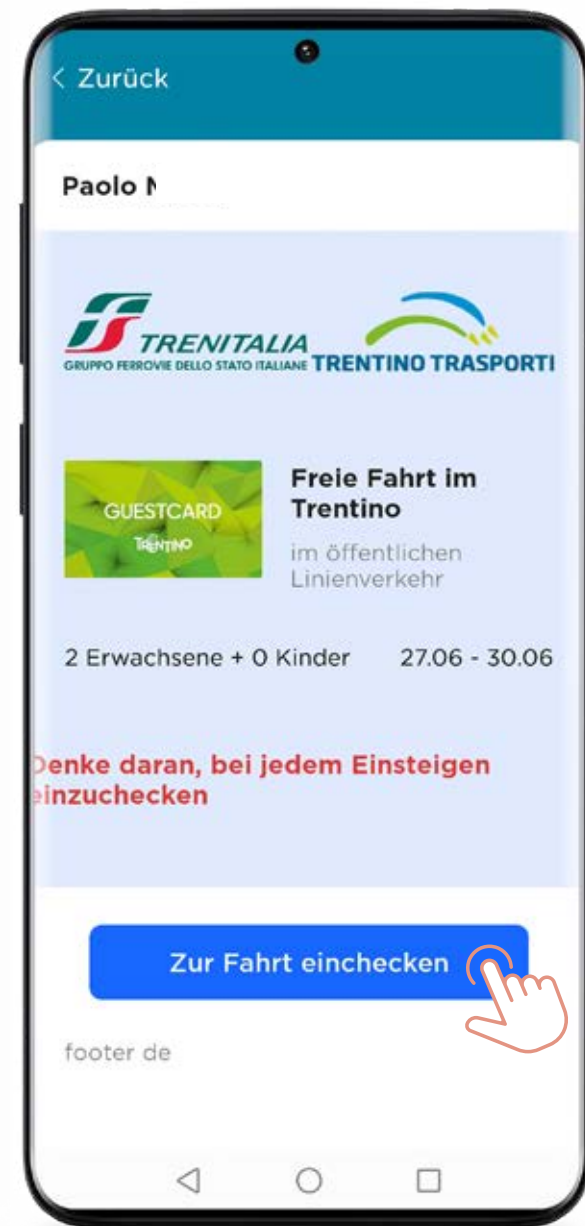 < Zurück
Paolo
TRENITALIA
GRUPPO FERROVIE DELLO STATO ITALIANE
TRENTINO TRASPORTI
GUESTCARD
TRENTINO
Freie Fahrt im
Trentino
im öffentlichen
Linienverkehr
2 Erwachsene + 0 Kinder 27.06 - 30.06
Denke daran, bei jedem Einsteigen
einzuchecken
Zur Fahrt einchecken
footer de